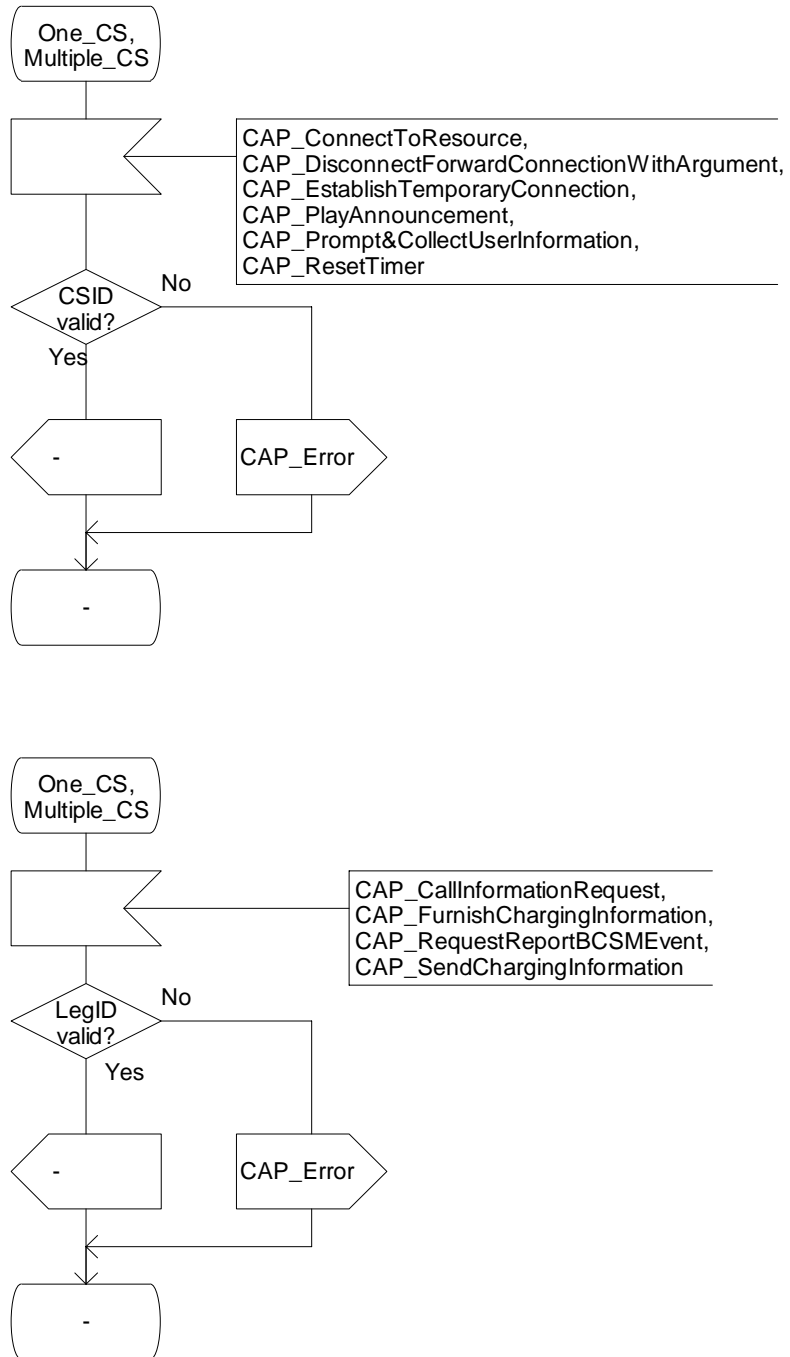 One_CS,
Multiple_CS
CAP_ConnectToResource,
CAP_DisconnectForwardConnectionWithArgument,
CAP_EstablishTemporaryConnection,
CAP_PlayAnnouncement,
CAP_Prompt&CollectUserInformation,
CAP_ResetTimer
CSID
valid?
No
Yes
-
CAP_Error
-
One_CS,
Multiple_CS
CAP_CallInformationRequest,
CAP_FurnishChargingInformation,
CAP_RequestReportBCSMEvent,
CAP_SendChargingInformation
LegID
valid?
No
Yes
-
CAP_Error
-